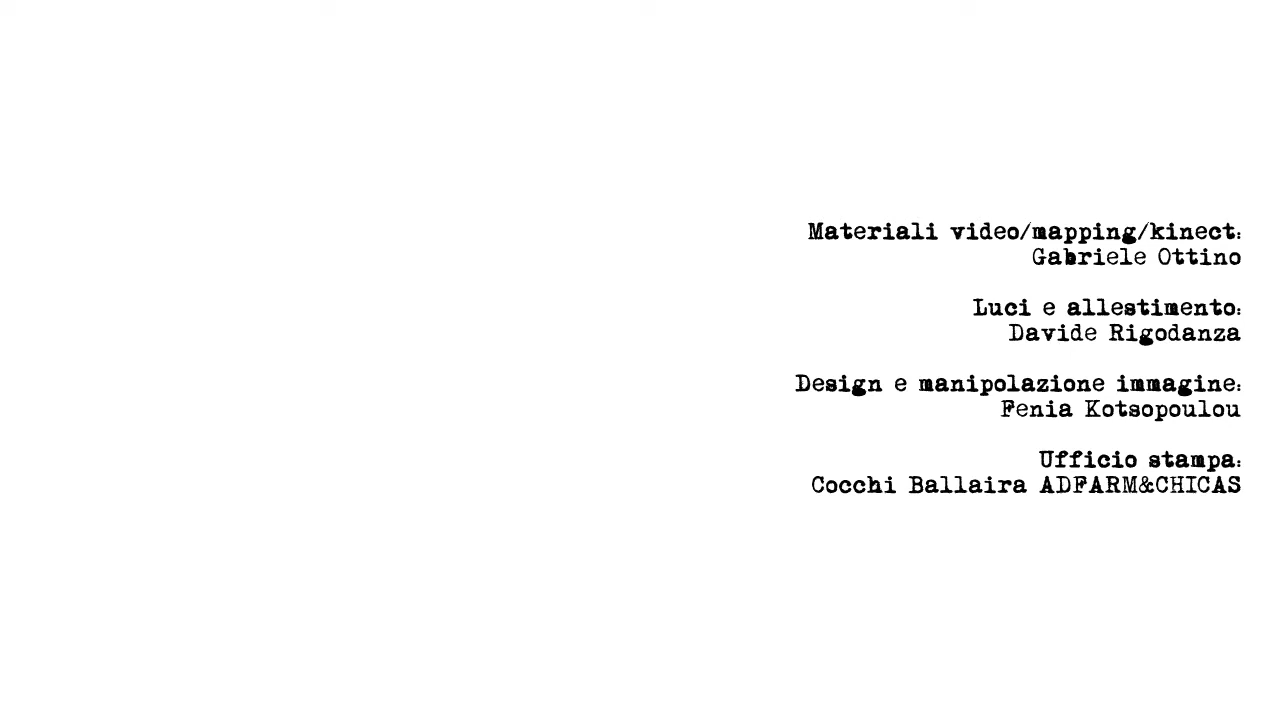 Materiali video/mapping/kinect:
Gabriele Ottino
Luci e allestimento:
Davide Rigodanza
Design e manipolazione immagine:
Fenia Kotsopoulou
Ufficio stampa:
Cocchi Ballaira ADFARM&CHICAS